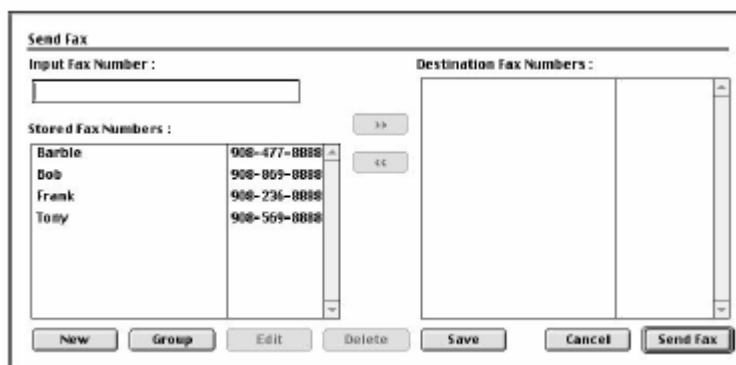 Send Fax
Input Fax Number :
Destination Fax Numbers :
>>
Stored Fax Numbers :
<<
Barbie 908-477-8888
Bob 908-869-8888
Frank 908-236-8888
Tony 908-569-8888
New Group Edit Delete Save Cancel Send Fax